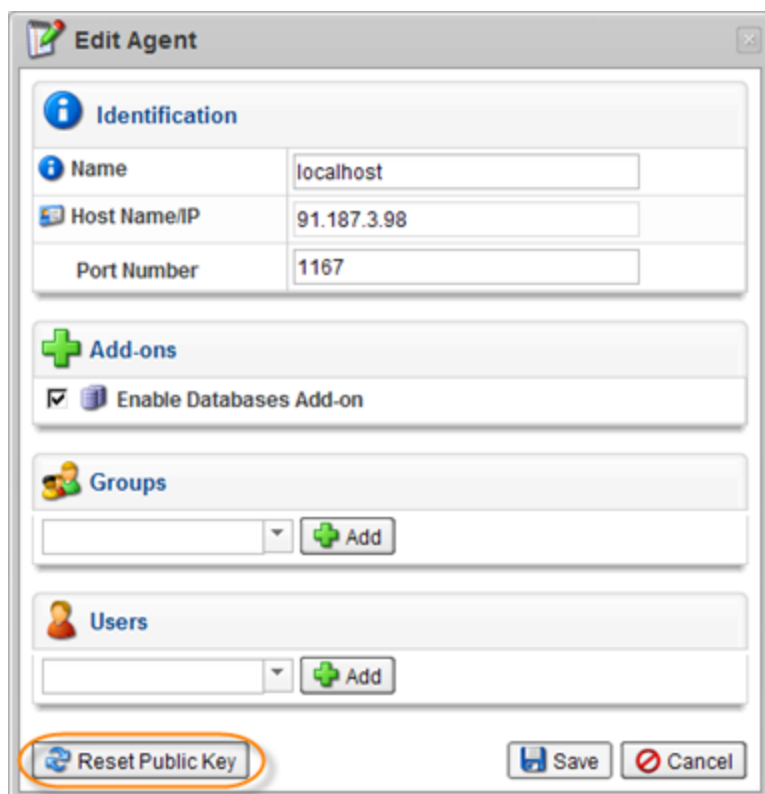 Edit Agent
Identification
Name localhost
Host Name/IP 91.187.3.98
Port Number 1167
Add-ons
Enable Databases Add-on
Groups
Add
Users
Add
Reset Public Key Save Cancel